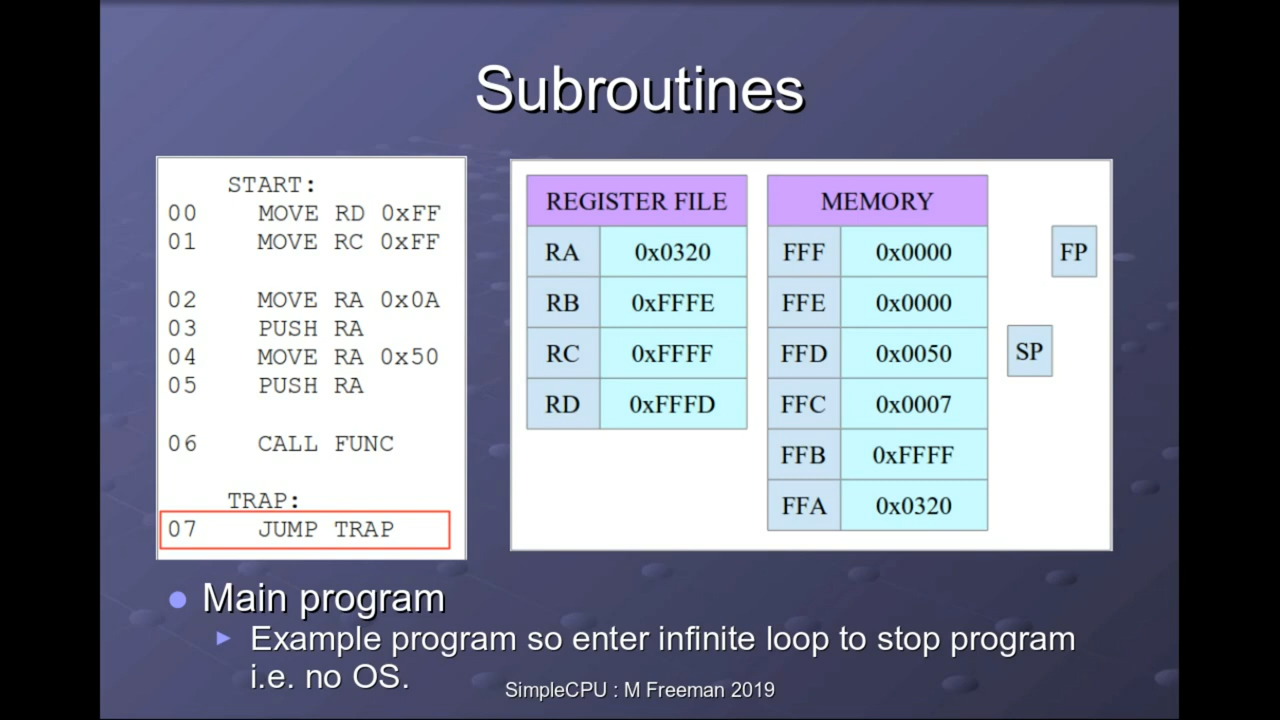 Subroutines
START:
00 MOVE RD 0xFF
01 MOVE RC 0xFF
02 MOVE RA 0x0A
03 PUSH RA
04 MOVE RA 0x50
05 PUSH RA
06 CALL FUNC
TRAP:
07 JUMP TRAP
REGISTER FILE
RA 0x0320
RB 0xFFFE
RC 0xFFFF
RD 0xFFFD
MEMORY
FFF 0x0000
FFE 0x0000
FFD 0x0050
FFC 0x0007
FFB 0xFFFF
FFA 0x0320
FP
SP
Main program
Example program so enter infinite loop to stop program
i.e. no OS.
SimpleCPU : M Freeman 2019